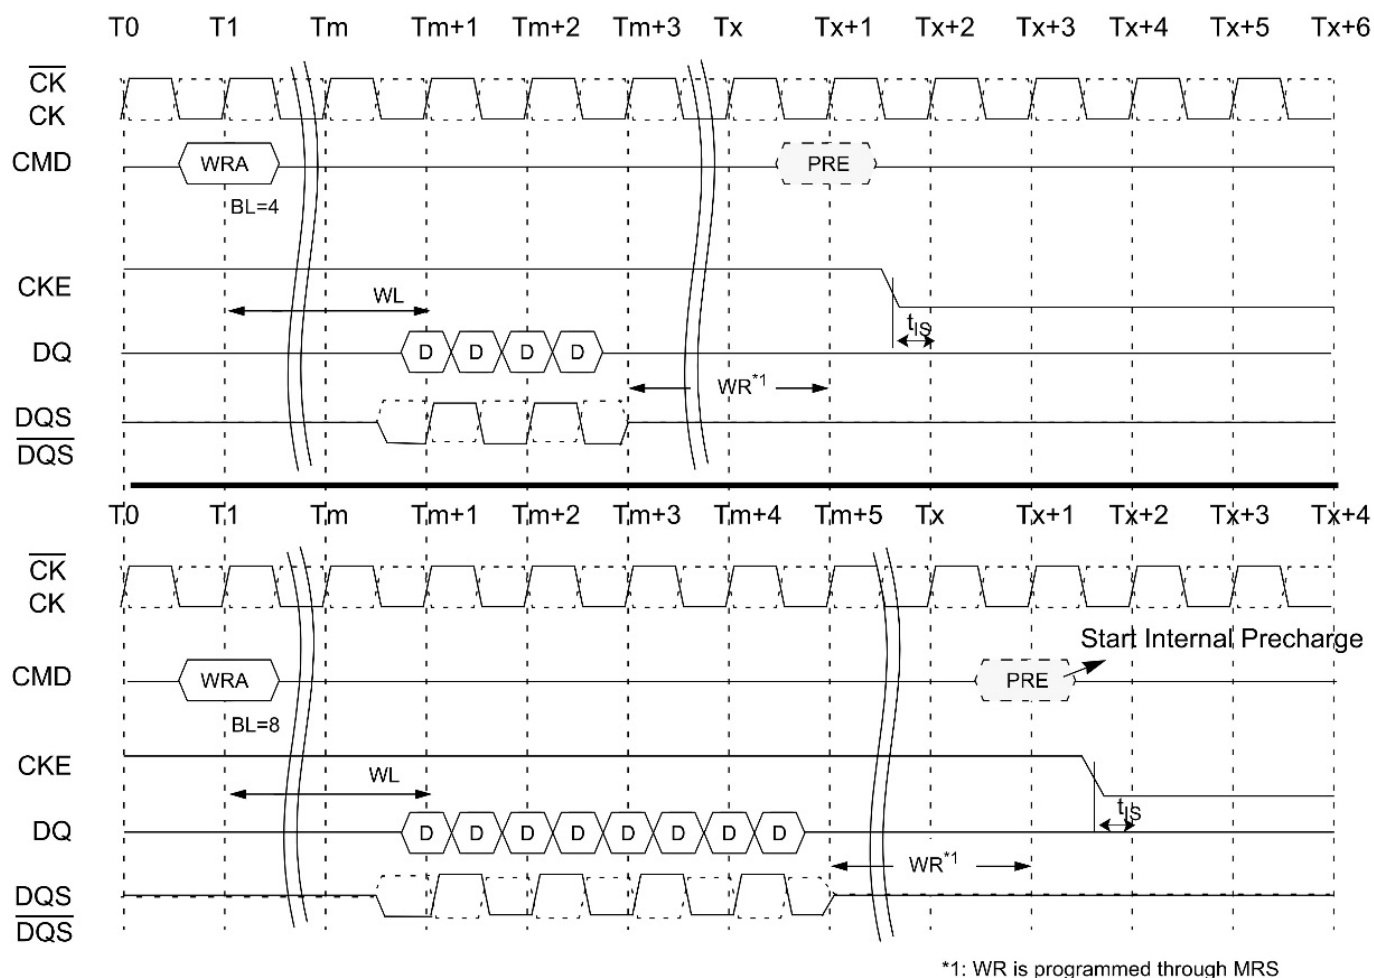 T0 T1 Tm Tm+1 Tm+2 Tm+3 Tx Tx+1 Tx+2 Tx+3 Tx+4 Tx+5 Tx+6
CK
CK
CMD WRA PRE
BL=4
CKE
WL
tIS
DQ D D D D
WR*1
DQS
DQS
T0 T1 Tm Tm+1 Tm+2 Tm+3 Tm+4 Tm+5 Tx Tx+1 Tx+2 Tx+3 Tx+4
CK
CK
Start Internal Precharge
CMD WRA PRE
BL=8
CKE
WL
tIS
DQ D D D D D D D D
WR*1
DQS
DQS
*1: WR is programmed through MRS